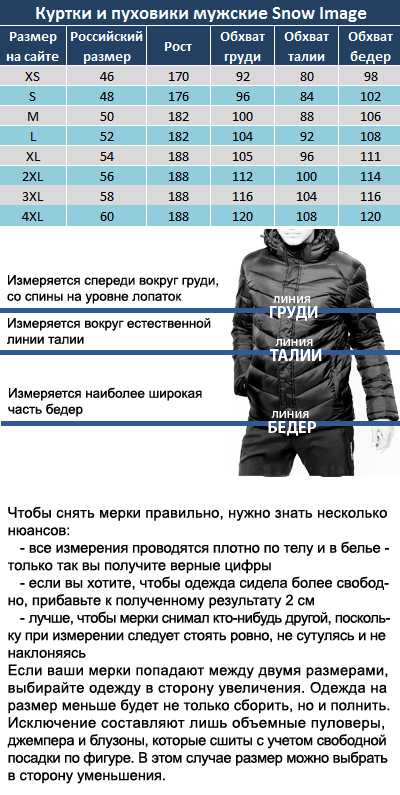 Куртки и пуховики мужские Snow Image
Размер на сайте Российский размер Рост Обхват груди Обхват талии Обхват бедер
XS 46 170 92 80 98
S 48 176 96 84 102
M 50 182 100 88 106
L 52 182 104 92 108
XL 54 188 105 96 111
2XL 56 188 112 100 114
3XL 58 188 116 104 116
4XL 60 188 120 108 120
Измеряется спереди вокруг груди,
со спины на уровне лопаток
ЛИНИЯ
ГРУДИ
Измеряется вокруг естественной
линии талии
ЛИНИЯ
ТАЛИИ
Измеряется наиболее широкая
часть бедер
ЛИНИЯ
БЕДЕР
Чтобы снять мерки правильно, нужно знать несколько
нюансов:
- все измерения проводятся плотно по телу и в белье -
только так вы получите верные цифры
- если вы хотите, чтобы одежда сидела более свобод-
но, прибавьте к полученному результату 2 см
- лучше, чтобы мерки снимал кто-нибудь другой, посколь-
ку при измерении следует стоять ровно, не сутулясь и не
наклоняясь
Если ваши мерки попадают между двумя размерами,
выбирайте одежду в сторону увеличения. Одежда на
размер меньше будет не только сборить, но и полнить.
Исключение составляют лишь объемные пуловеры,
джемпера и блузоны, которые сшиты с учетом свободной
посадки по фигуре. В этом случае размер можно выбрать
в сторону уменьшения.